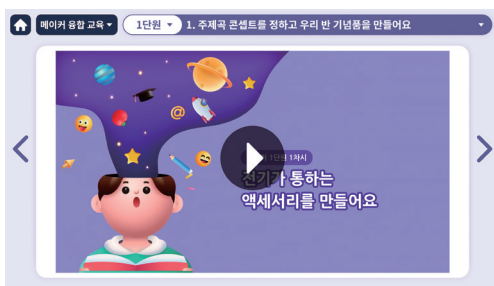 메이커 융합 교육
1단원
1. 주제곡 콘셉트를 정하고 우리 반 기념품을 만들어요
1단원 1차시
전기가 통하는
액세서리를 만들어요
@